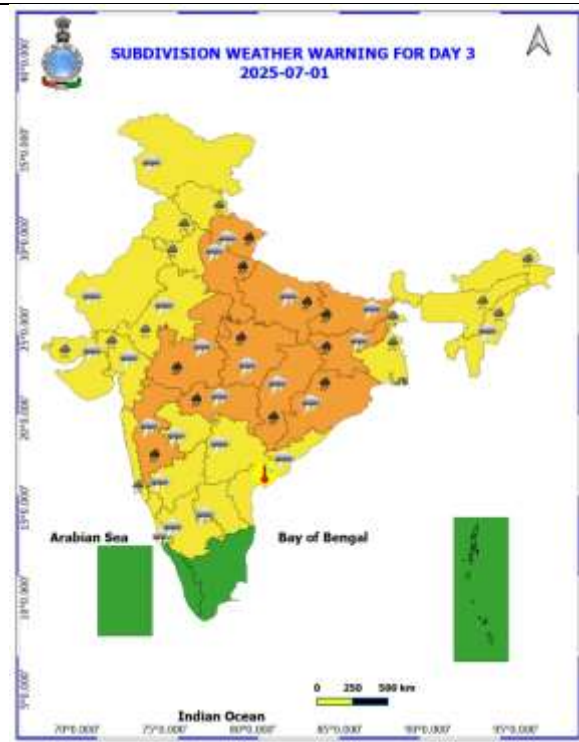 SUBDIVISION WEATHER WARNING FOR DAY 3
2025-07-01
Arabian Sea
Bay of Bengal
0 250 500 km
Indian Ocean
70°0.000' 75°0.000' 80°0.000' 85°0.000' 90°0.000' 95°0.000'